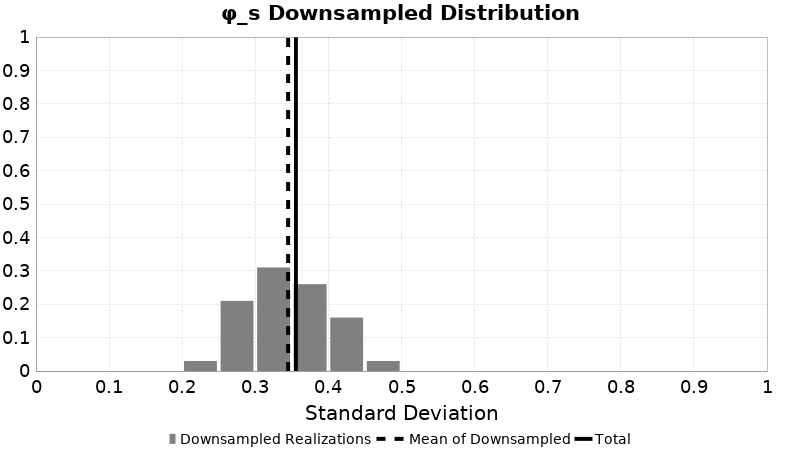 φ_s Downsampled Distribution
1
0.9
0.8
0.7
0.6
0.5
0.4
0.3
0.2
0.1
0
0 0.1 0.2 0.3 0.4 0.5 0.6 0.7 0.8 0.9 1
Standard Deviation
Downsampled Realizations Mean of Downsampled Total